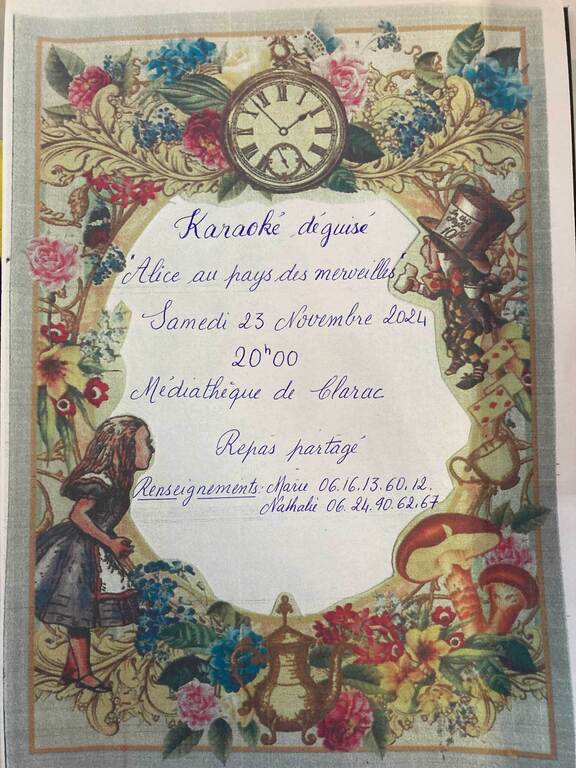 Karaoké déguisé
"Alice au pays des merveilles"
Samedi 23 Novembre 2024
20h00
Médiathèque de Clarac
Repas partagé
Renseignements: Marie 06.16.13.60.12.
Nathalie 06.24.90.62.67